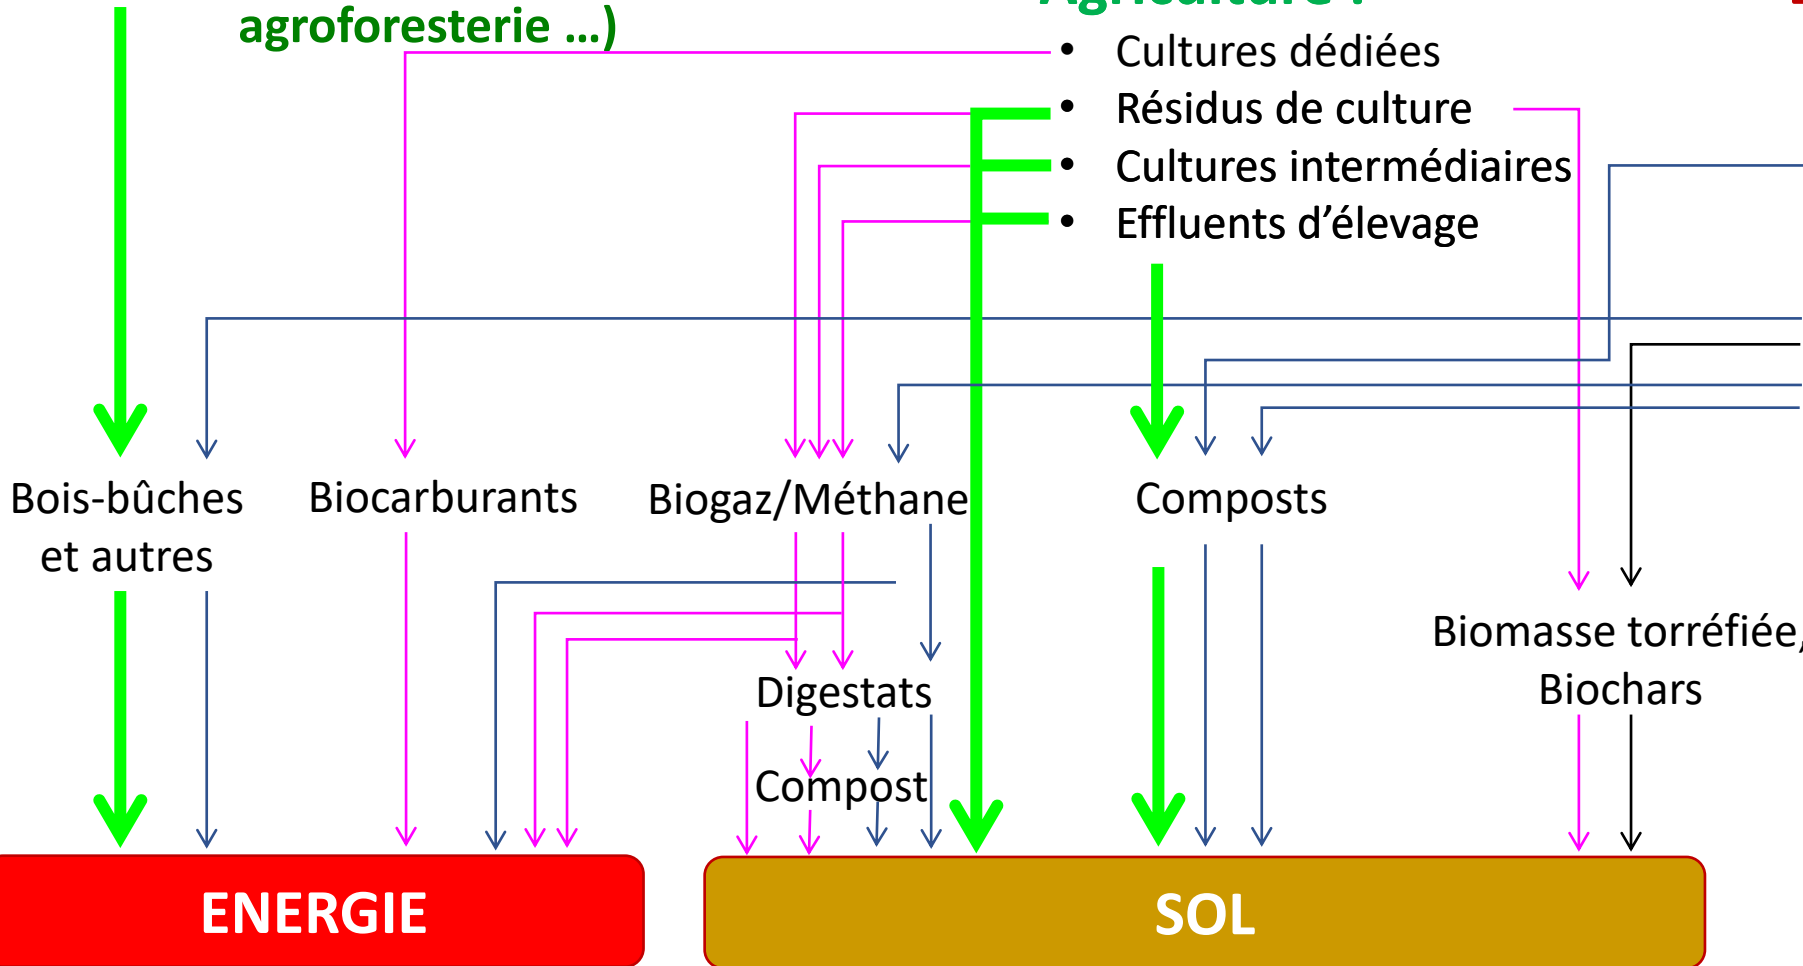 agroforesterie ...)
Agriculture :
• Cultures dédiées
• Résidus de culture
• Cultures intermédiaires
• Effluents d’élevage
Bois-bûches
et autres
Biocarburants
Biogaz/Méthane
Composts
Biomasse torréfiée,
Biochars
Digestats
Compost
ENERGIE
SOL